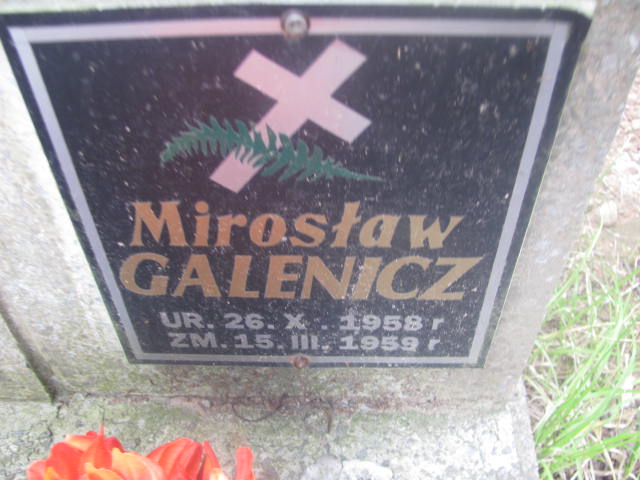 Mirosław
GALENICZ
UR. 26. X. 1958 r
ZM. 15. III. 1959 r